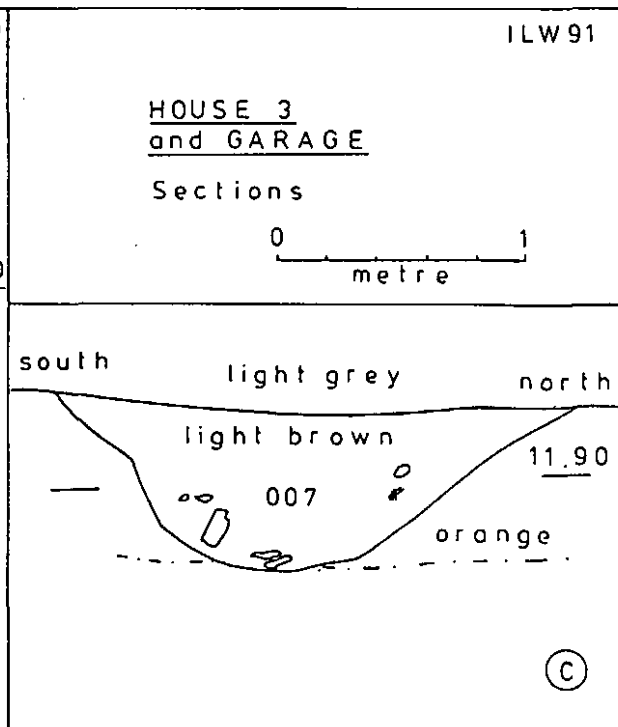 ILW91
HOUSE 3
and GARAGE
Sections
0 1
metre
south light grey north
light brown
11.90
007
orange
C